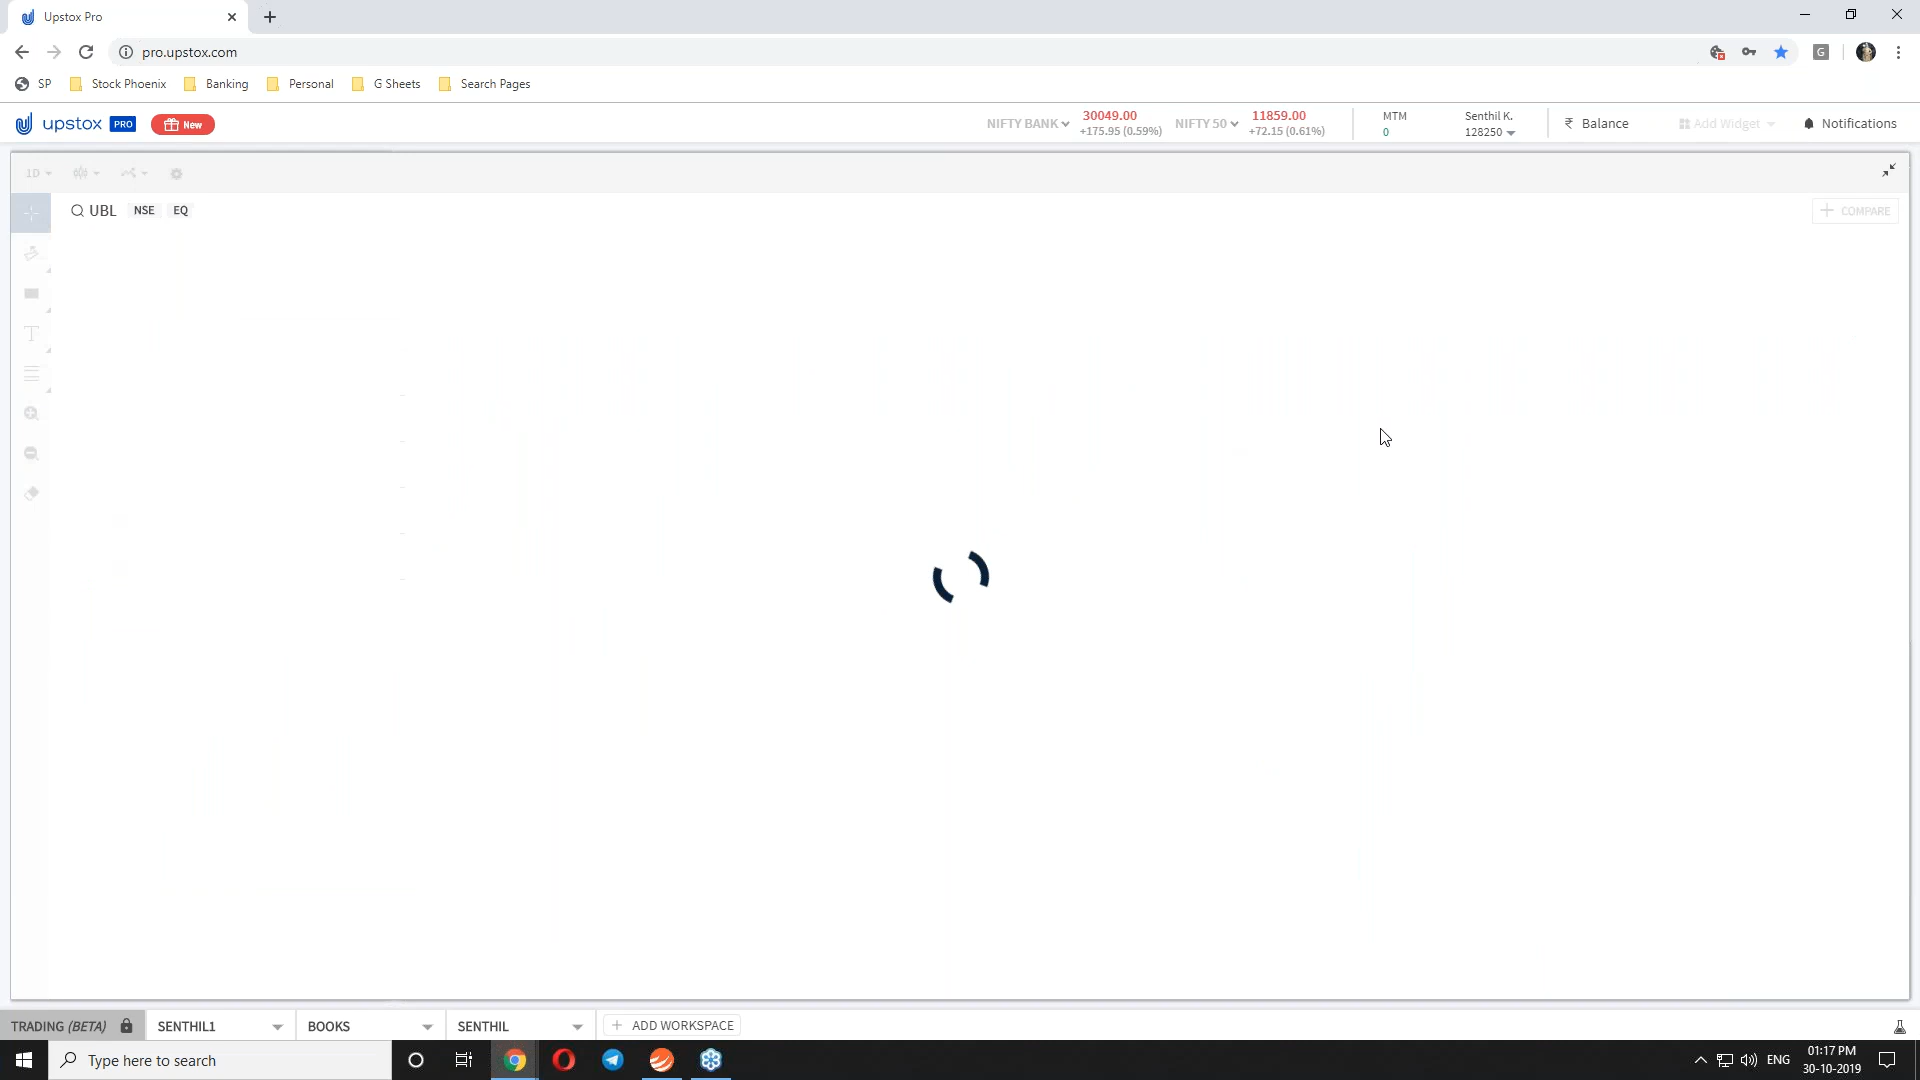 Upstox Pro
pro.upstox.com
G
SP Stock Phoenix Banking Personal G Sheets Search Pages
upstox PRO New
NIFTY BANK 30049.00 +175.95 (0.59%)
NIFTY 50 11859.00 +72.15 (0.61%)
MTM 0
Senthil K. 128250
₹ Balance
Add Widget
Notifications
1D
UBL NSE EQ
+ COMPARE
T
TRADING (BETA) SENTHIL1 BOOKS SENTHIL + ADD WORKSPACE
Type here to search
ENG
01:17 PM
30-10-2019